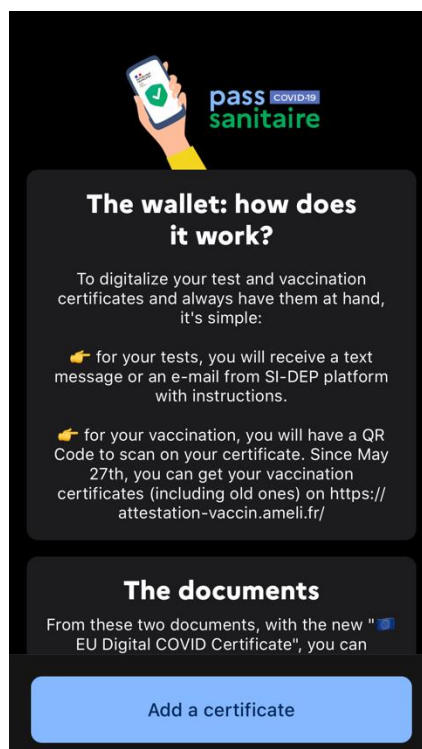 pass COVID-19
sanitaire
The wallet: how does
it work?
To digitalize your test and vaccination
certificates and always have them at hand,
it's simple:
👉 for your tests, you will receive a text
message or an e-mail from SI-DEP platform
with instructions.
👉 for your vaccination, you will have a QR
Code to scan on your certificate. Since May
27th, you can get your vaccination
certificates (including old ones) on https://
attestation-vaccin.ameli.fr/
The documents
From these two documents, with the new "🇪🇺
EU Digital COVID Certificate", you can
Add a certificate